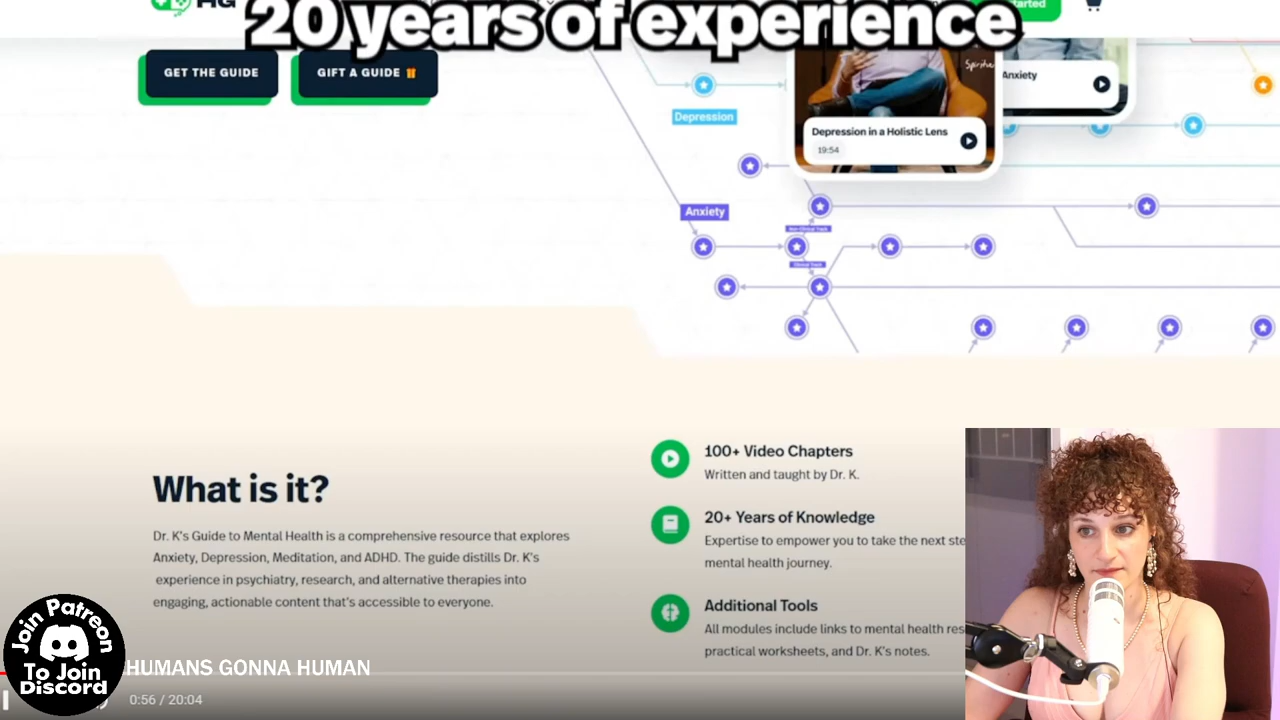 HG
20 years of experience
GET THE GUIDE
GIFT A GUIDE
Depression
Depression in a Holistic Lens
19:54
Anxiety
Anxiety
What is it?
Dr. K's Guide to Mental Health is a comprehensive resource that explores
Anxiety, Depression, Meditation, and ADHD. The guide distills Dr. K's
experience in psychiatry, research, and alternative therapies into
engaging, actionable content that's accessible to everyone.
100+ Video Chapters
Written and taught by Dr. K.
20+ Years of Knowledge
Expertise to empower you to take the next ste
mental health journey.
Additional Tools
All modules include links to mental health res
practical worksheets, and Dr. K's notes.
Join Patreon
To Join
Discord
HUMANS GONNA HUMAN
0:56 / 20:04